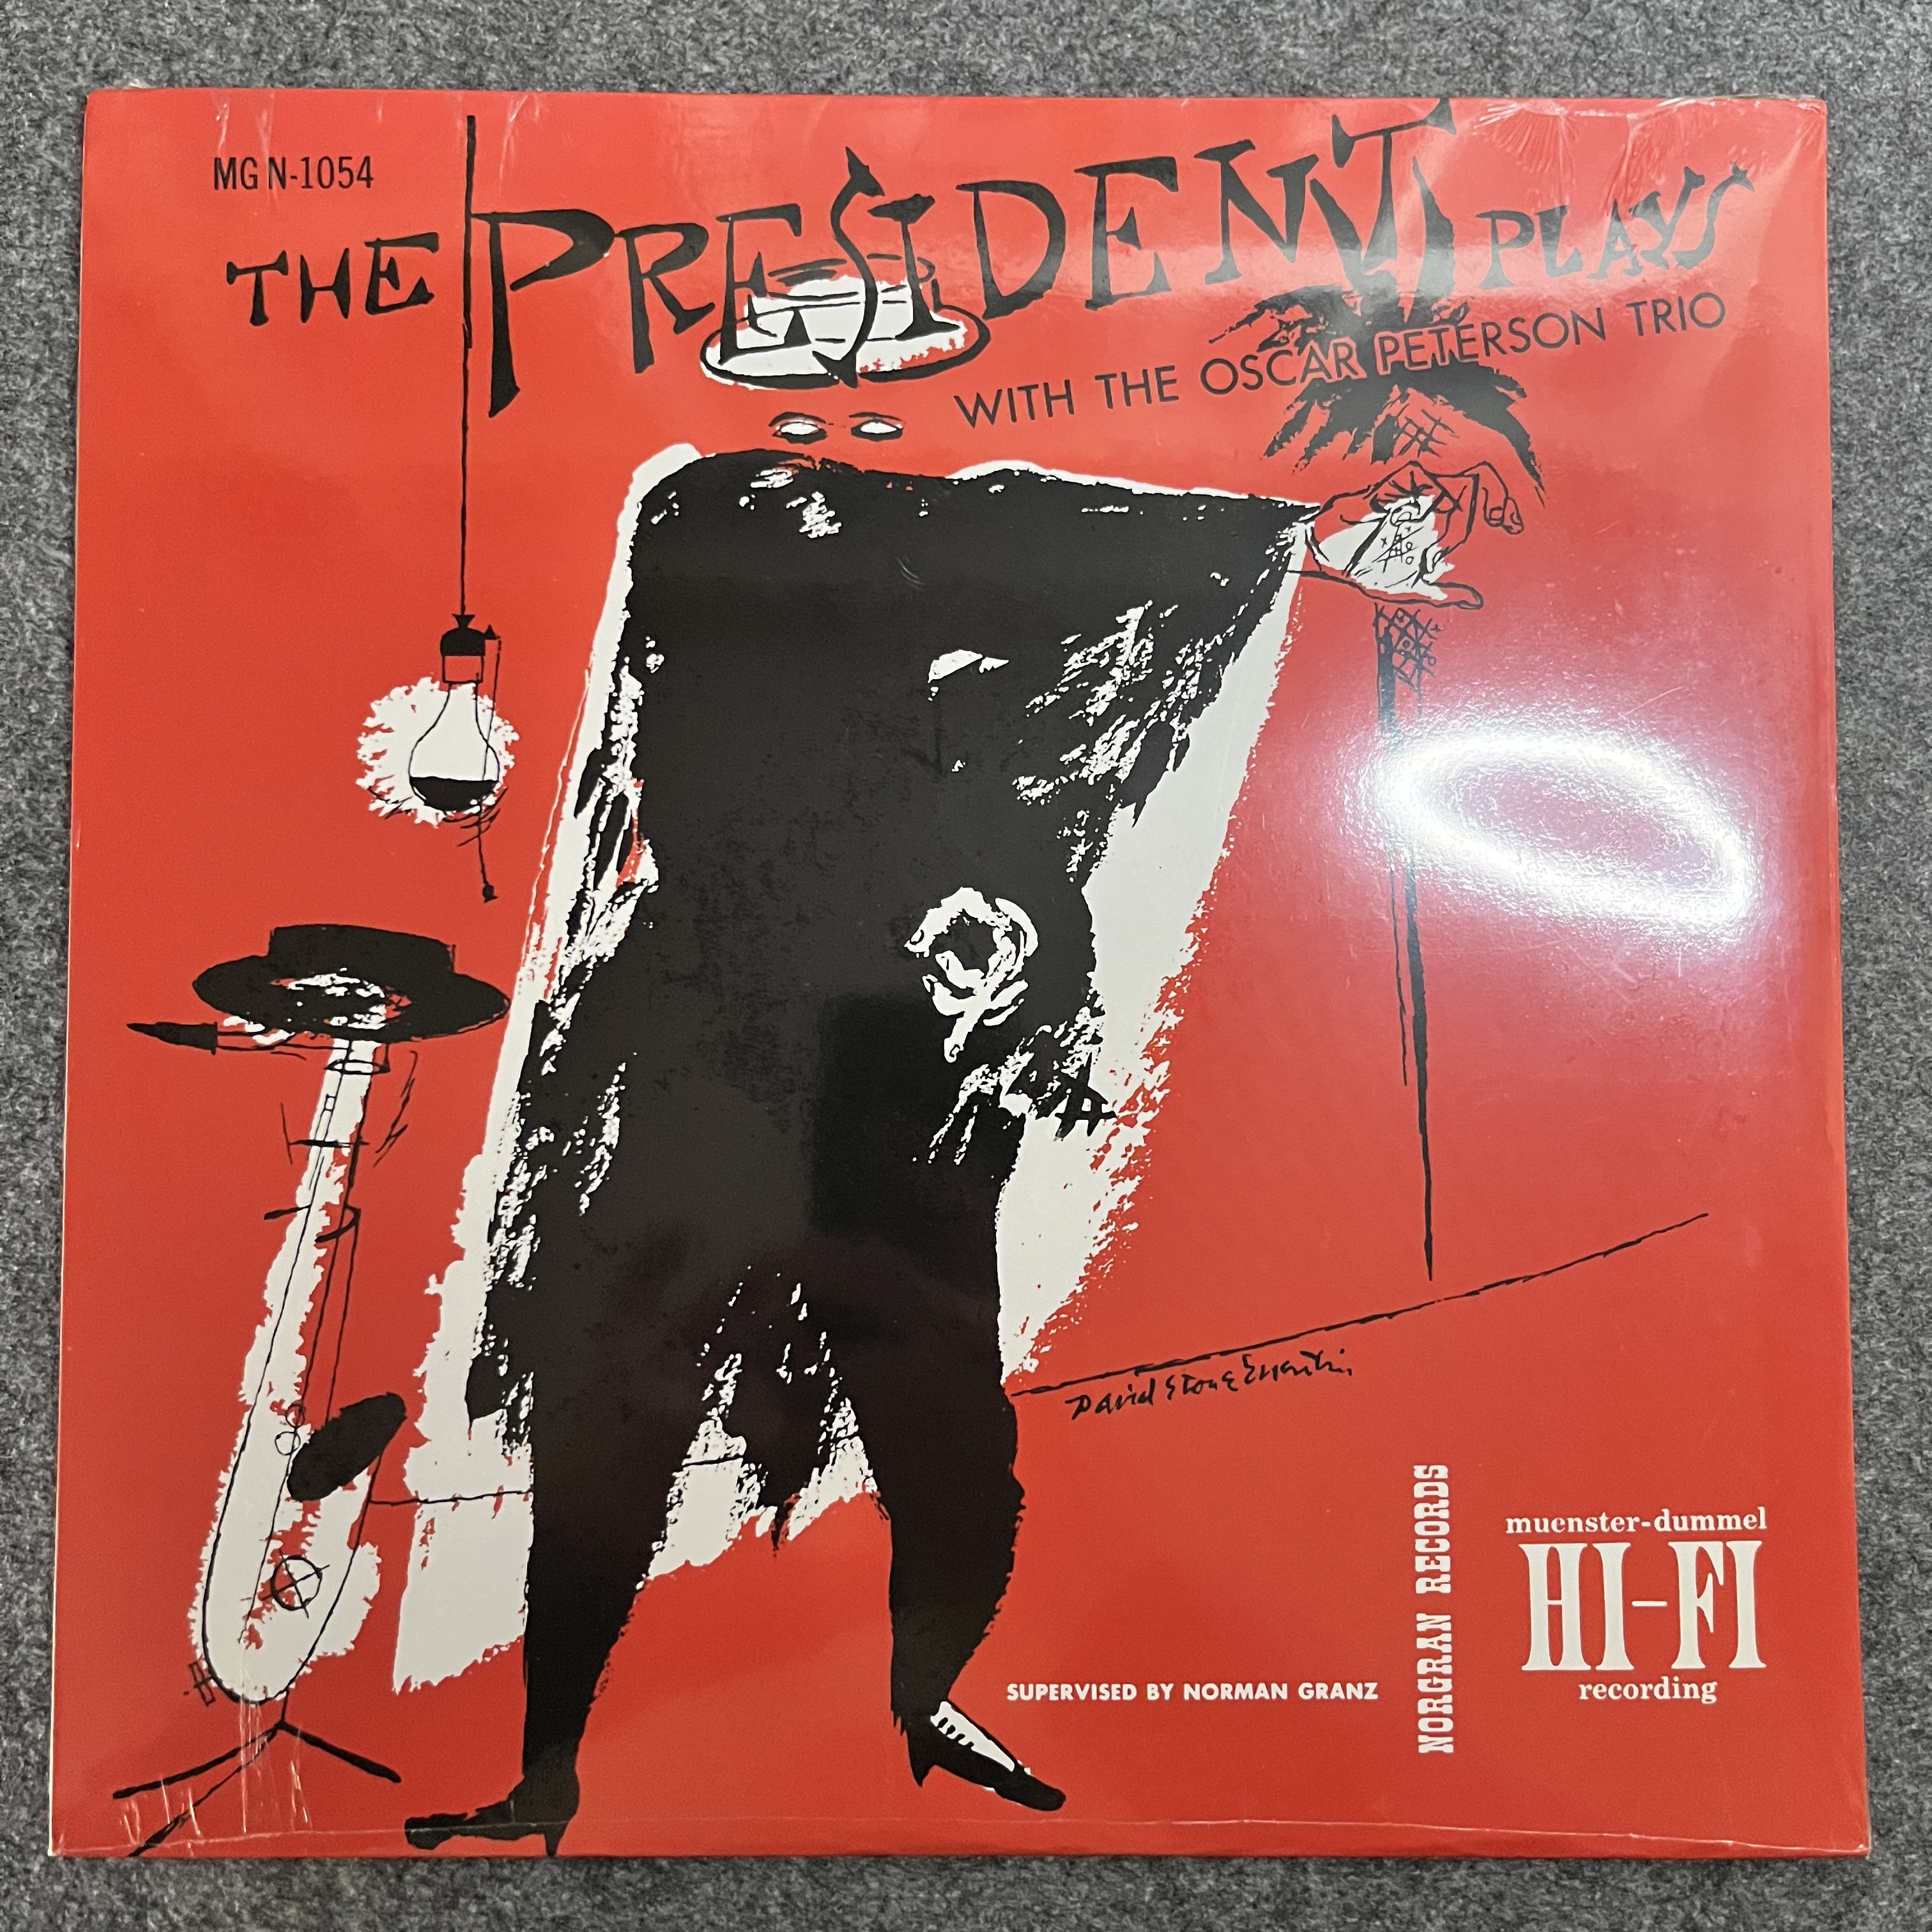 MG N-1054
THE PRESIDENT PLAYS
WITH THE OSCAR PETERSON TRIO
David Stone
SUPERVISED BY NORMAN GRANZ
NORGRAN RECORDS
muenster-dummel
HI-FI
recording